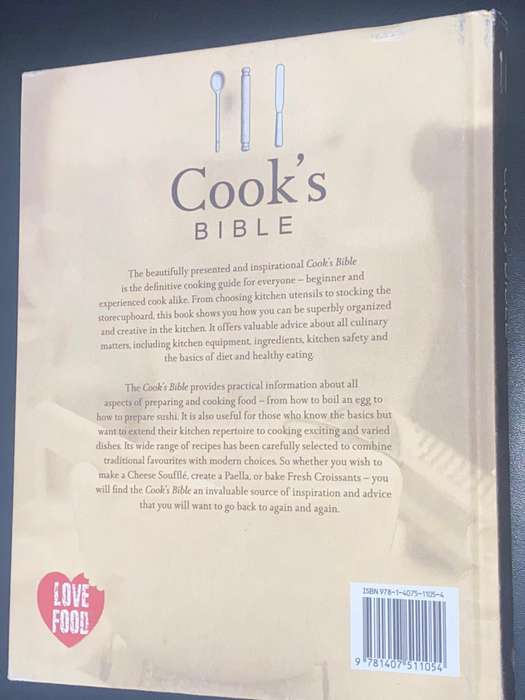 Cook's
BIBLE
The beautifully presented and inspirational Cook's Bible
is the definitive cooking guide for everyone – beginner and
experienced cook alike. From choosing kitchen utensils to stocking the
storecupboard, this book shows you how you can be superbly organized
and creative in the kitchen. It offers valuable advice about all culinary
matters, including kitchen equipment, ingredients, kitchen safety and
the basics of diet and healthy eating.
The Cook's Bible provides practical information about all
aspects of preparing and cooking food – from how to boil an egg to
how to prepare sushi. It is also useful for those who know the basics but
want to extend their kitchen repertoire to cooking exciting and varied
dishes. Its wide range of recipes has been carefully selected to combine
traditional favourites with modern choices. So whether you wish to
make a Cheese Soufflé, create a Paella, or bake Fresh Croissants – you
will find the Cook's Bible an invaluable source of inspiration and advice
that you will want to go back to again and again.
LOVE
FOOD
ISBN 978-1-4075-1105-4
9 781407 511054